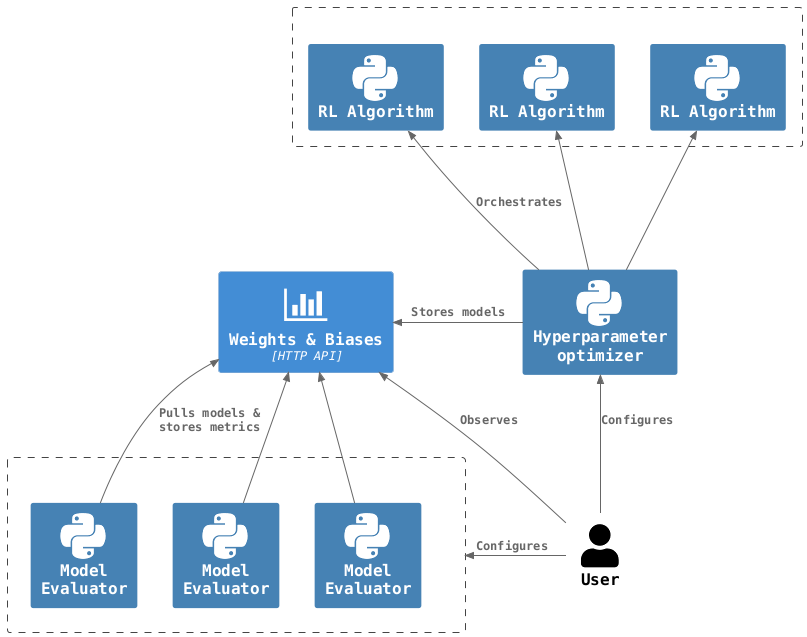 RL Algorithm
RL Algorithm
RL Algorithm
Orchestrates
Stores models
Weights & Biases
[HTTP API]
Hyperparameter
optimizer
Pulls models &
stores metrics
Observes
Configures
Model
Evaluator
Model
Evaluator
Model
Evaluator
Configures
User